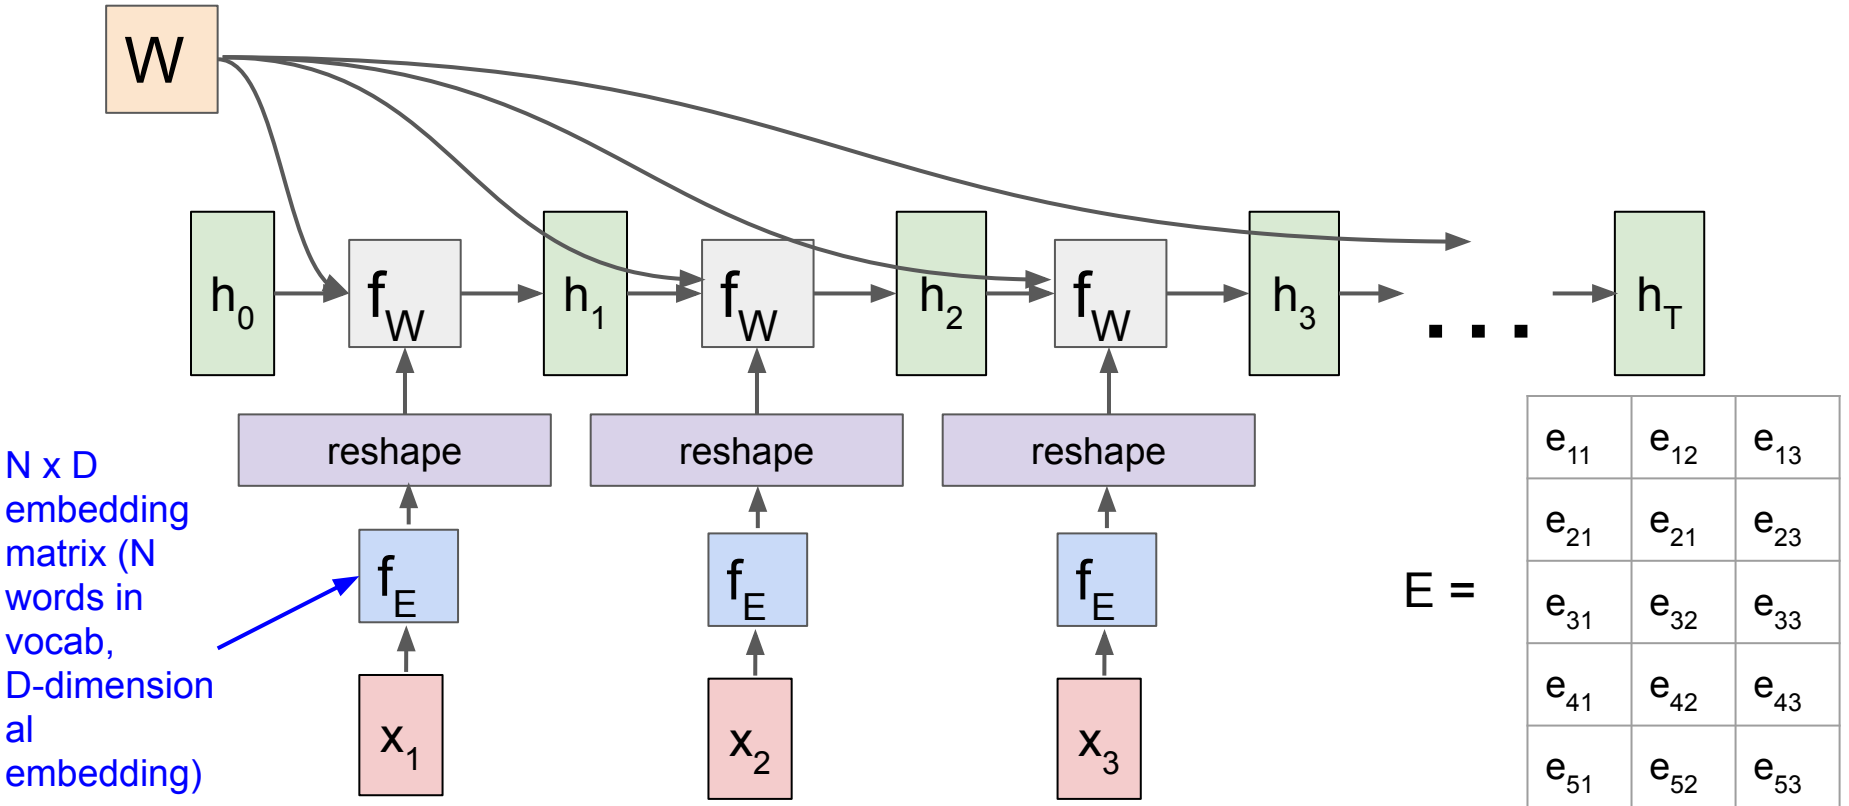 W
h0 fW h1 fW h2 fW h3 ... hT
reshape reshape reshape
N x D
embedding
matrix (N
words in
vocab,
D-dimension
al
embedding)
fE fE fE
x1 x2 x3
E =
e11 e12 e13
e21 e21 e23
e31 e32 e33
e41 e42 e43
e51 e52 e53